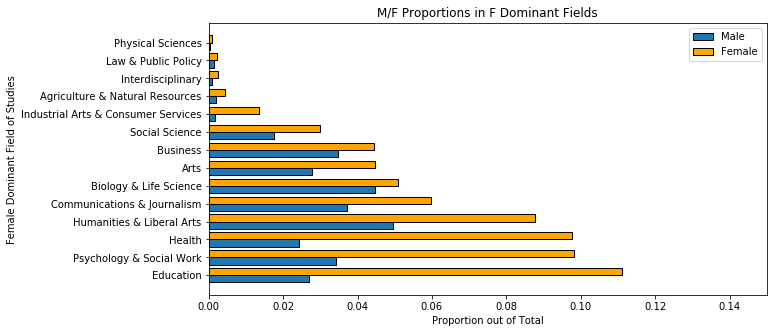 M/F Proportions in F Dominant Fields
Male
Female
Female Dominant Field of Studies
Physical Sciences
Law & Public Policy
Interdisciplinary
Agriculture & Natural Resources
Industrial Arts & Consumer Services
Social Science
Business
Arts
Biology & Life Science
Communications & Journalism
Humanities & Liberal Arts
Health
Psychology & Social Work
Education
0.00 0.02 0.04 0.06 0.08 0.10 0.12 0.14
Proportion out of Total